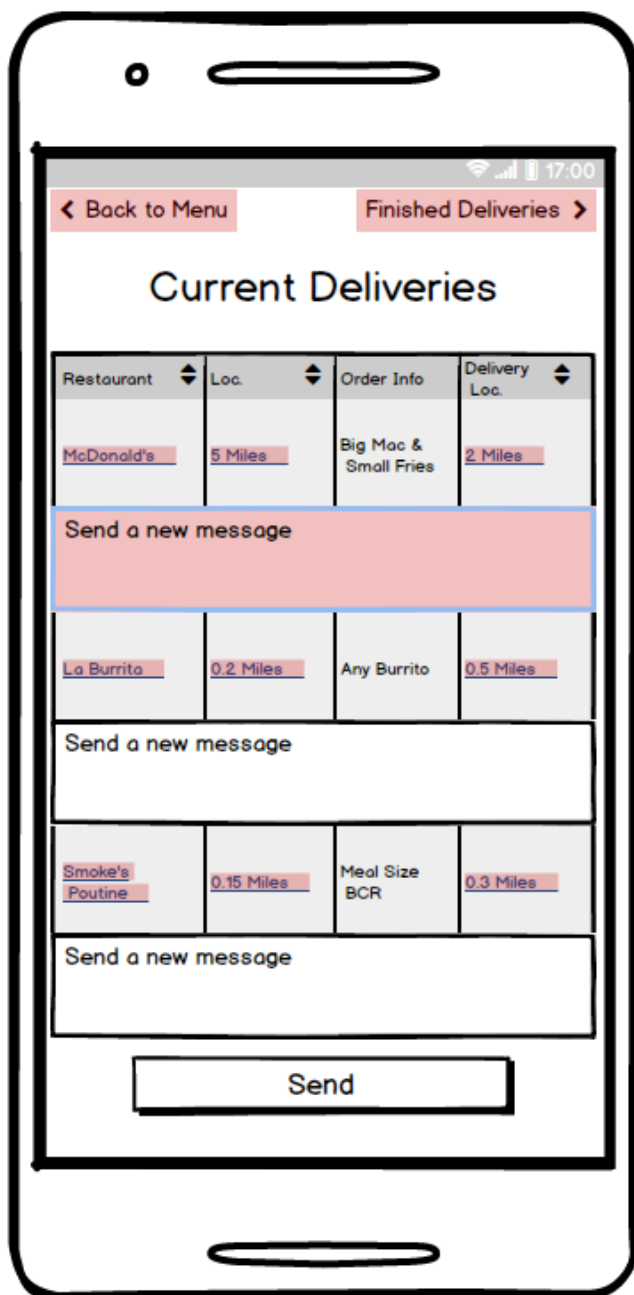 17:00
Back to Menu
Finished Deliveries
Current Deliveries
Restaurant Loc. Order Info Delivery
Loc.
McDonald's 5 Miles Big Mac & 2 Miles
Small Fries
Send a new message
La Burrita 0.2 Miles Any Burrito 0.5 Miles
Send a new message
Smoke's 0.15 Miles Meal Size 0.3 Miles
Poutine BCR
Send a new message
Send